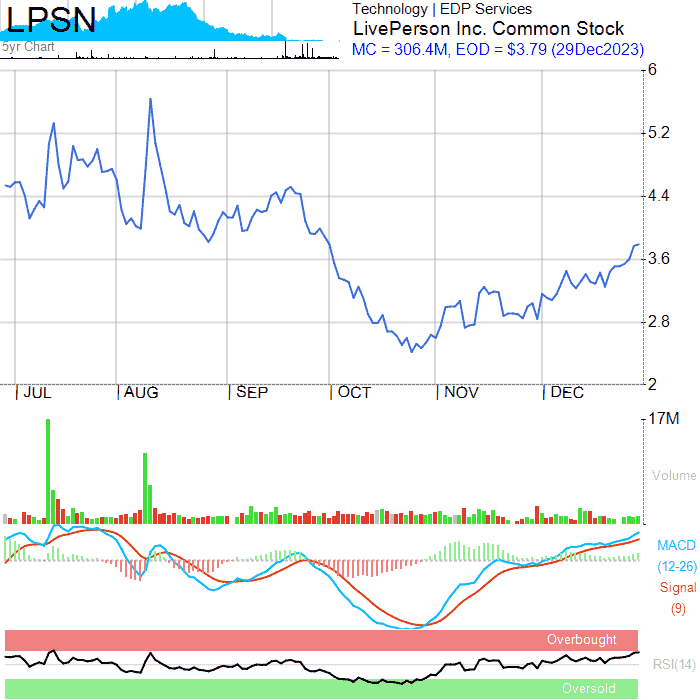 LPSN
5yr Chart
Technology | EDP Services
LivePerson Inc. Common Stock
MC = 306.4M, EOD = $3.79 (29Dec2023)
6
5.2
4.4
3.6
2.8
2
JUL AUG SEP OCT NOV DEC
17M
Volume
MACD
(12-26)
Signal
(9)
Overbought
RSI(14)
Oversold